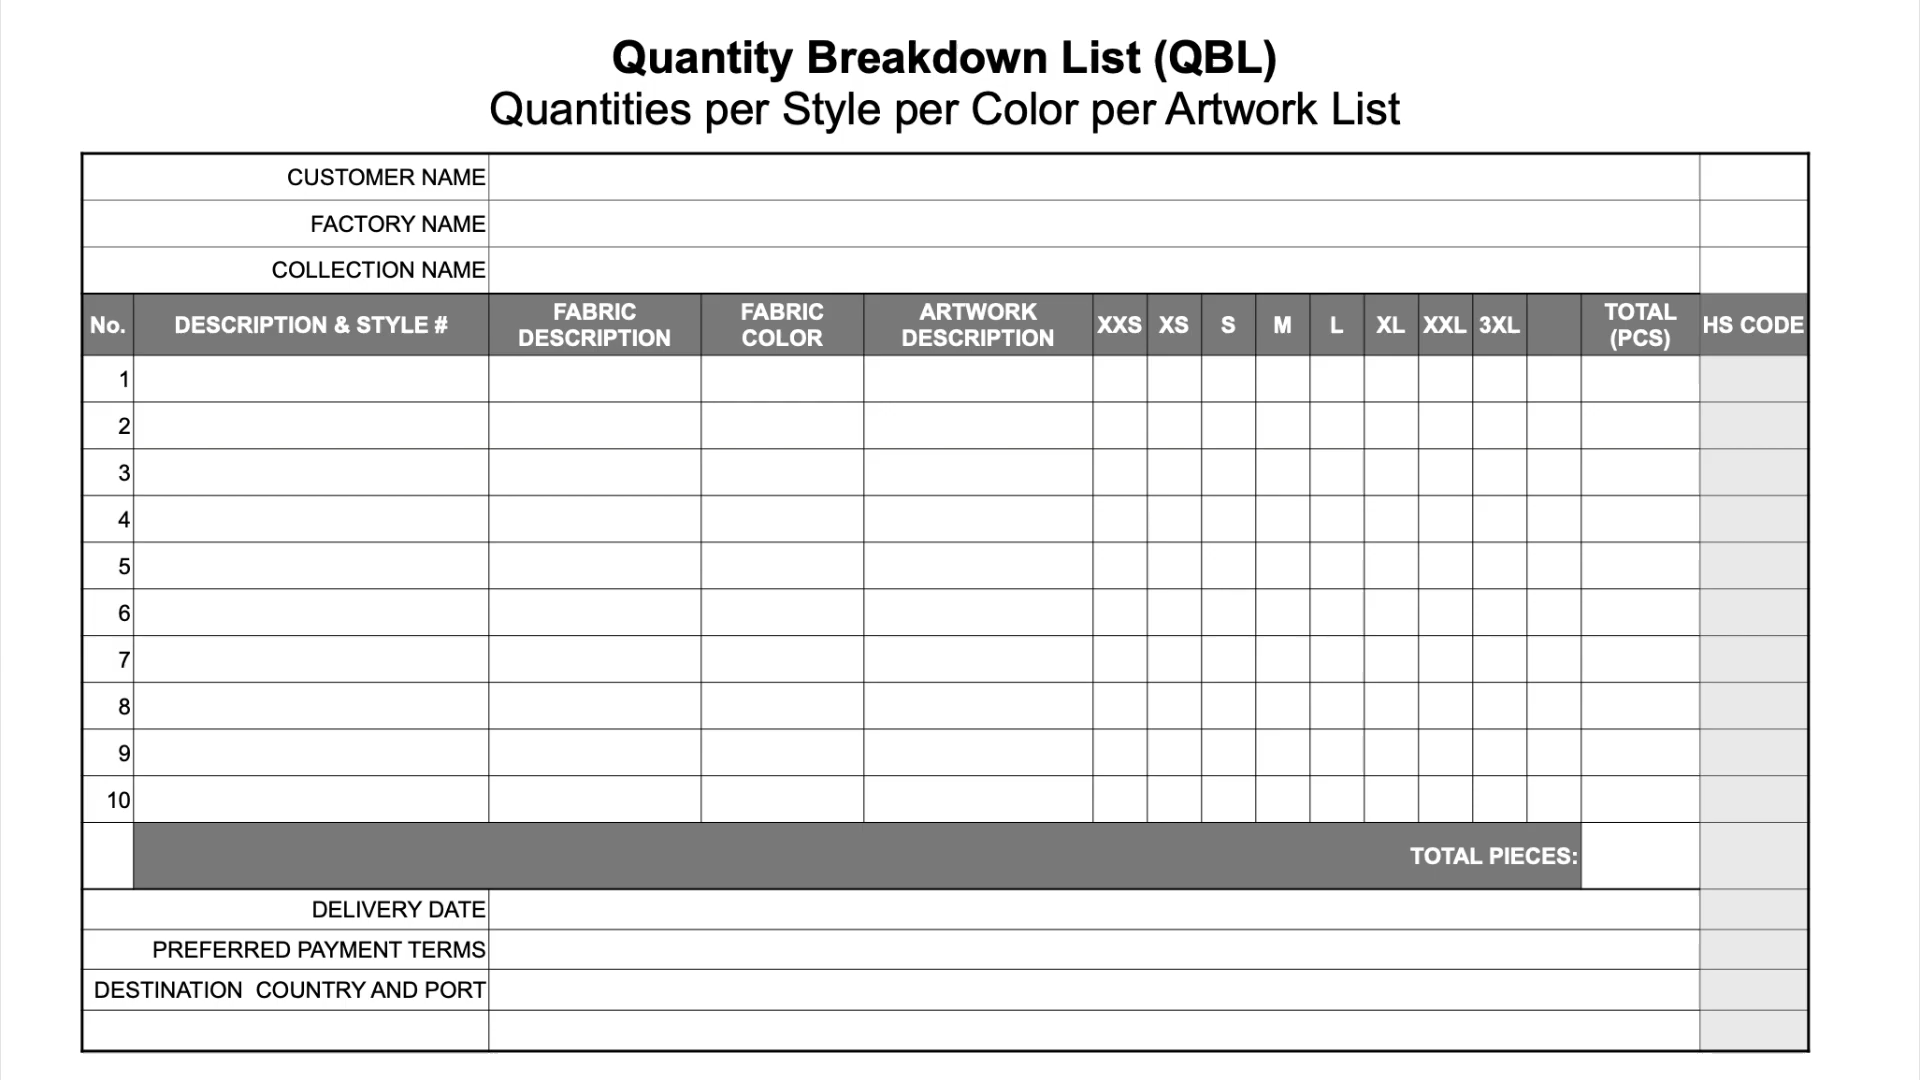 Quantity Breakdown List (QBL)
Quantities per Style per Color per Artwork List
CUSTOMER NAME
FACTORY NAME
COLLECTION NAME
No. DESCRIPTION & STYLE # FABRIC DESCRIPTION FABRIC COLOR ARTWORK DESCRIPTION XXS XS S M L XL XXL 3XL TOTAL (PCS) HS CODE
1
2
3
4
5
6
7
8
9
10
TOTAL PIECES:
DELIVERY DATE
PREFERRED PAYMENT TERMS
DESTINATION COUNTRY AND PORT